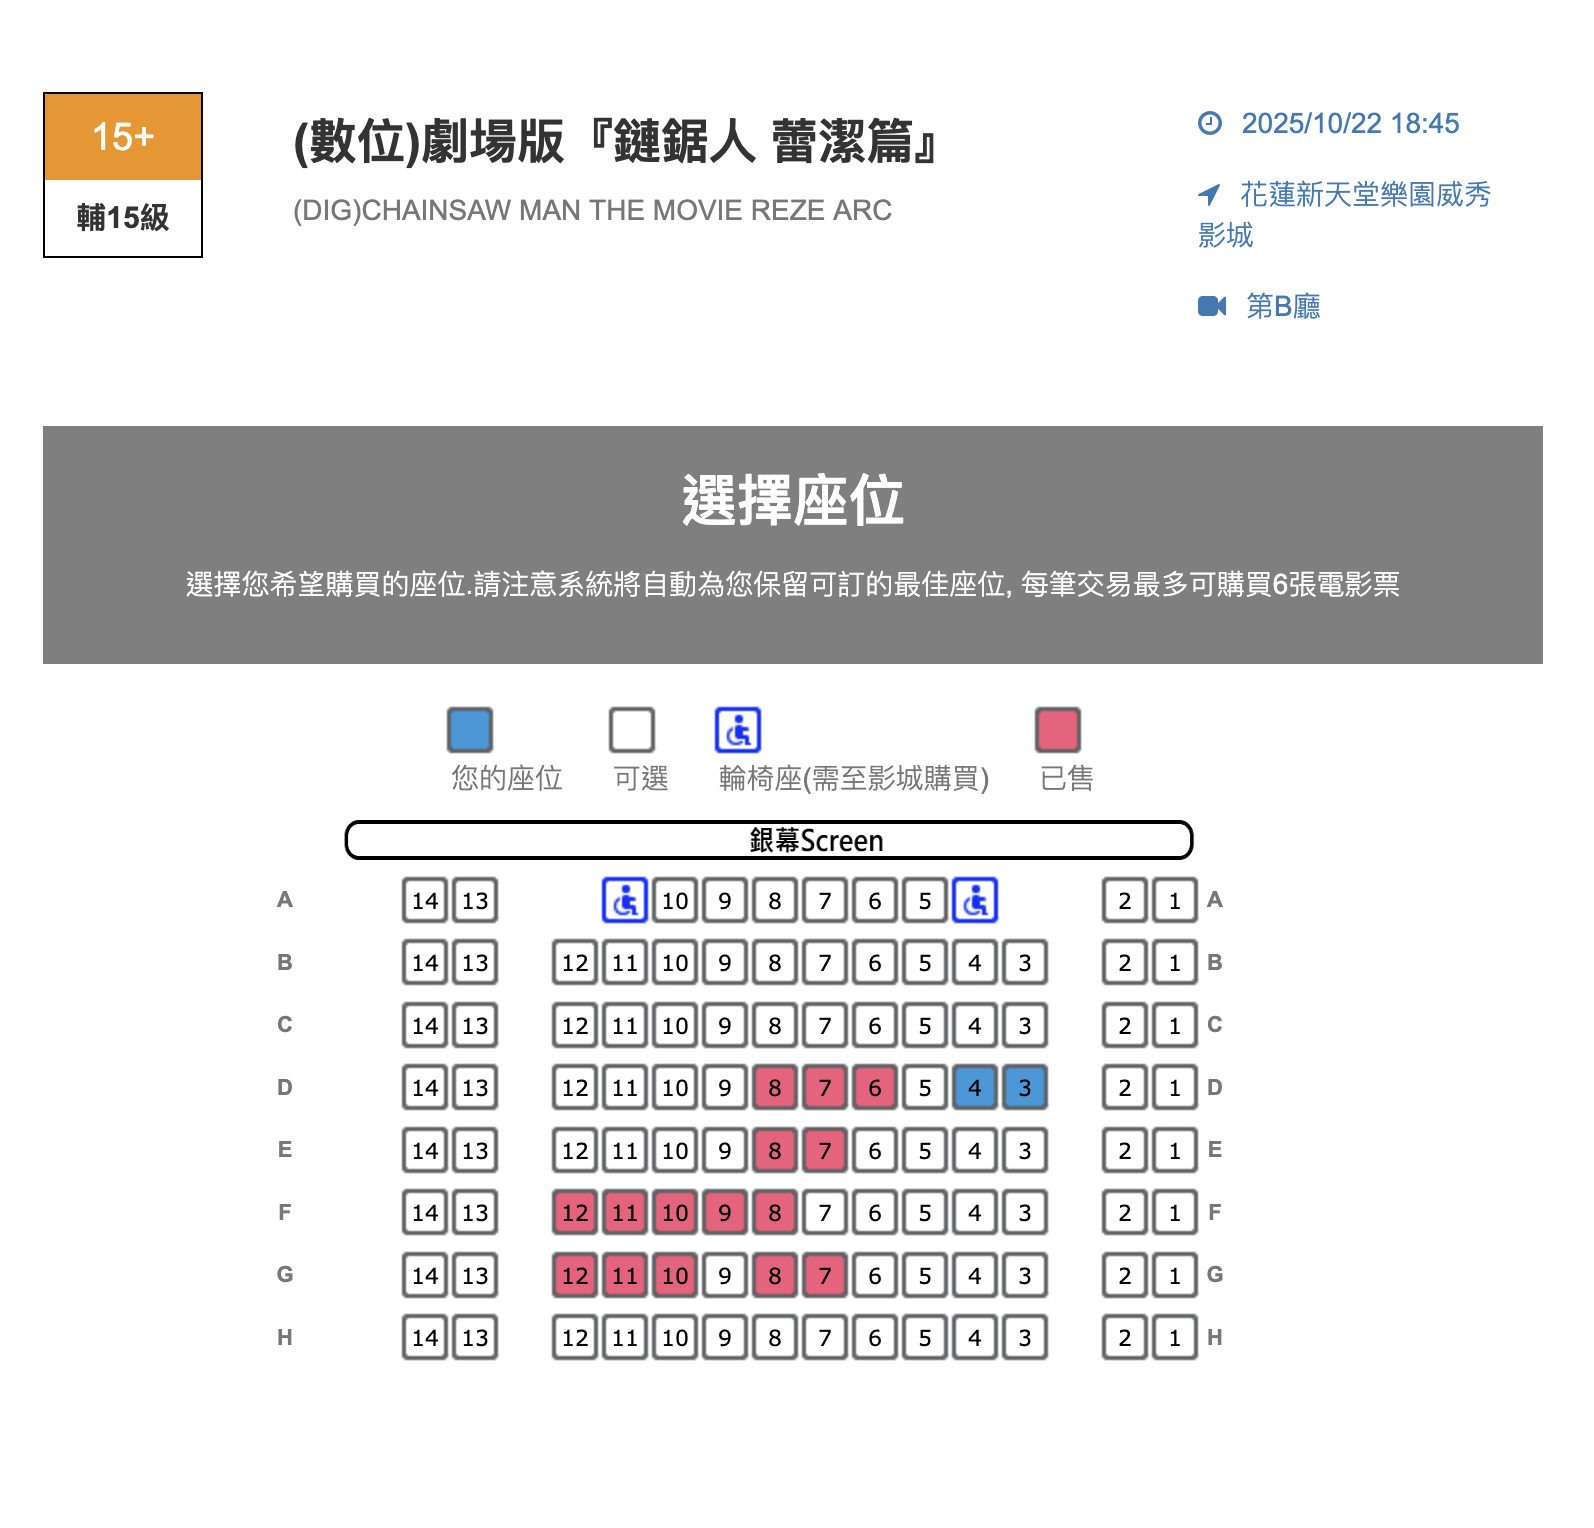 15+
輔15級
(數位)劇場版『鏈鋸人 蕾潔篇』
(DIG)CHAINSAW MAN THE MOVIE REZE ARC
2025/10/22 18:45
花蓮新天堂樂園威秀
影城
第B廳
選擇座位
選擇您希望購買的座位.請注意系統將自動為您保留可訂的最佳座位, 每筆交易最多可購買6張電影票
您的座位 可選 輪椅座(需至影城購買) 已售
銀幕Screen
A 14 13 10 9 8 7 6 5 2 1 A
B 14 13 12 11 10 9 8 7 6 5 4 3 2 1 B
C 14 13 12 11 10 9 8 7 6 5 4 3 2 1 C
D 14 13 12 11 10 9 8 7 6 5 4 3 2 1 D
E 14 13 12 11 10 9 8 7 6 5 4 3 2 1 E
F 14 13 12 11 10 9 8 7 6 5 4 3 2 1 F
G 14 13 12 11 10 9 8 7 6 5 4 3 2 1 G
H 14 13 12 11 10 9 8 7 6 5 4 3 2 1 H